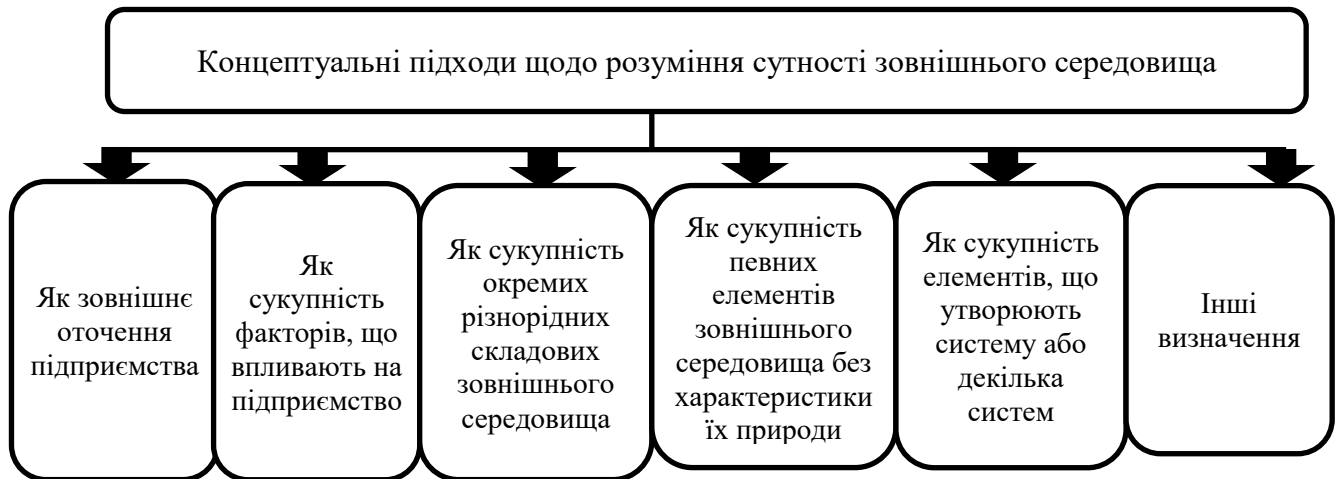 Концептуальні підходи щодо розуміння сутності зовнішнього середовища
Як зовнішнє
оточення
підприємства
Як
сукупність
факторів, що
впливають на
підприємство
Як сукупність
окремих
різнорідних
складових
зовнішнього
середовища
Як сукупність
певних
елементів
зовнішнього
середовища без
характеристики
їх природи
Як сукупність
елементів, що
утворюють
систему або
декілька
систем
Інші
визначення